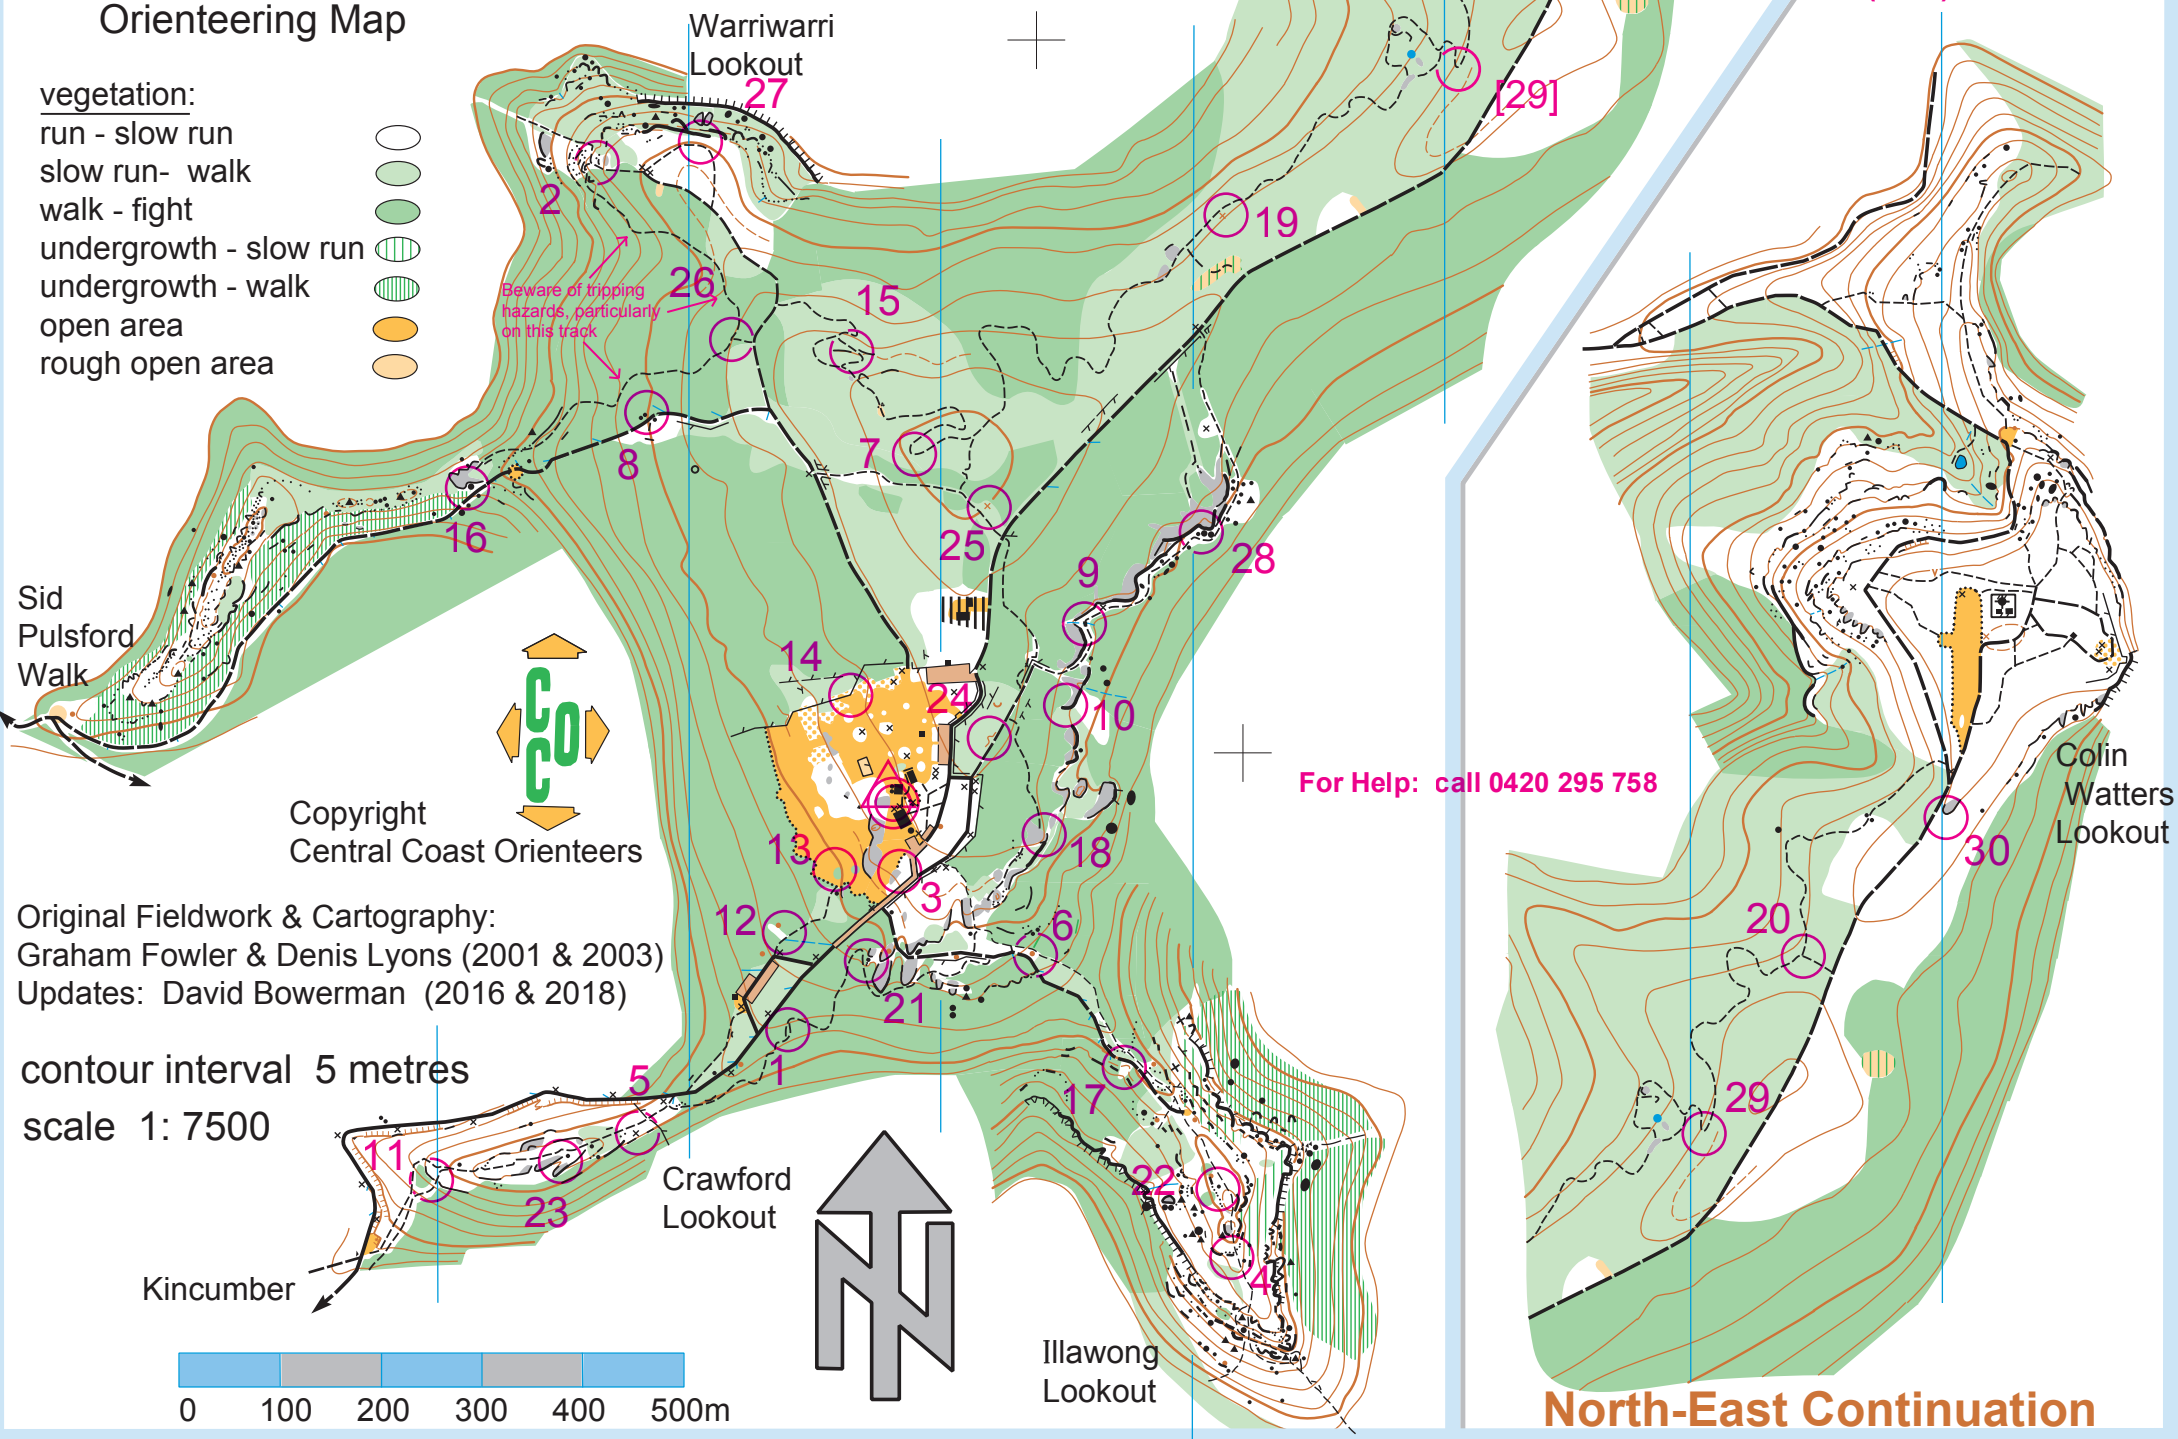 Orienteering Map
vegetation:
run - slow run
slow run- walk
walk - fight
undergrowth - slow run
undergrowth - walk
open area
rough open area
Warriwarri
Lookout
27
2
[29]
19
26
Beware of tripping
hazards, particularly
on this track
15
7
8
16
25
28
9
Sid
Pulsford
Walk
14
24
10
C
O
C
C
For Help: call 0420 295 758
Colin
Watters
Lookout
Copyright
Central Coast Orienteers
13
18
30
3
12
6
20
Original Fieldwork & Cartography:
Graham Fowler & Denis Lyons (2001 & 2003)
Updates: David Bowerman (2016 & 2018)
21
contour interval 5 metres
scale 1: 7500
5
1
17
29
11
23
22
4
Crawford
Lookout
Kincumber
N
Illawong
Lookout
0 100 200 300 400 500m
North-East Continuation